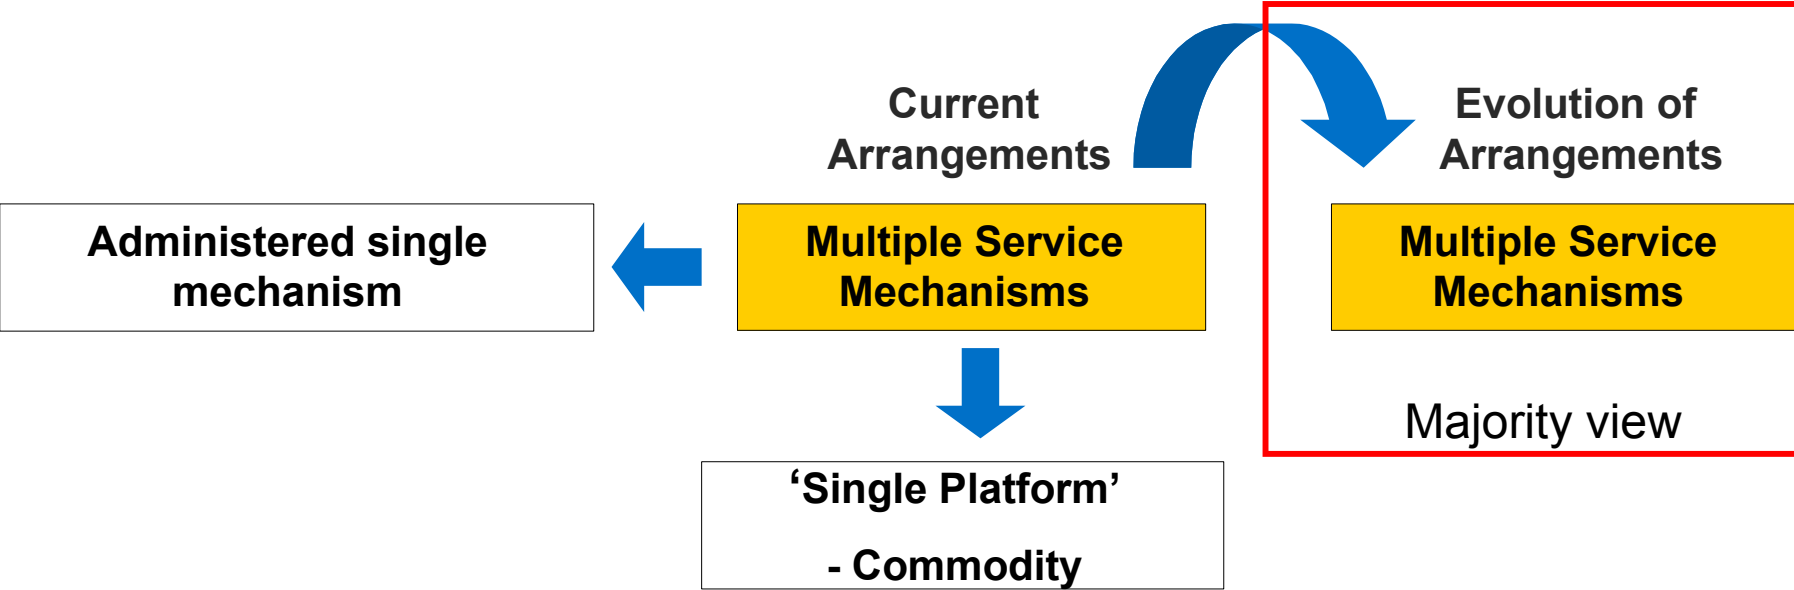 Current
Arrangements
Evolution of
Arrangements
Administered single
mechanism
Multiple Service
Mechanisms
Multiple Service
Mechanisms
Majority view
‘Single Platform’
- Commodity